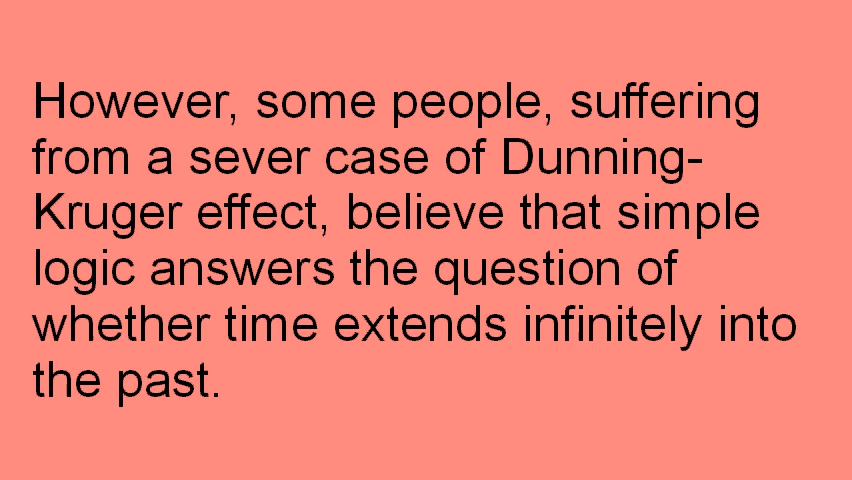 However, some people, suffering
from a sever case of Dunning-
Kruger effect, believe that simple
logic answers the question of
whether time extends infinitely into
the past.